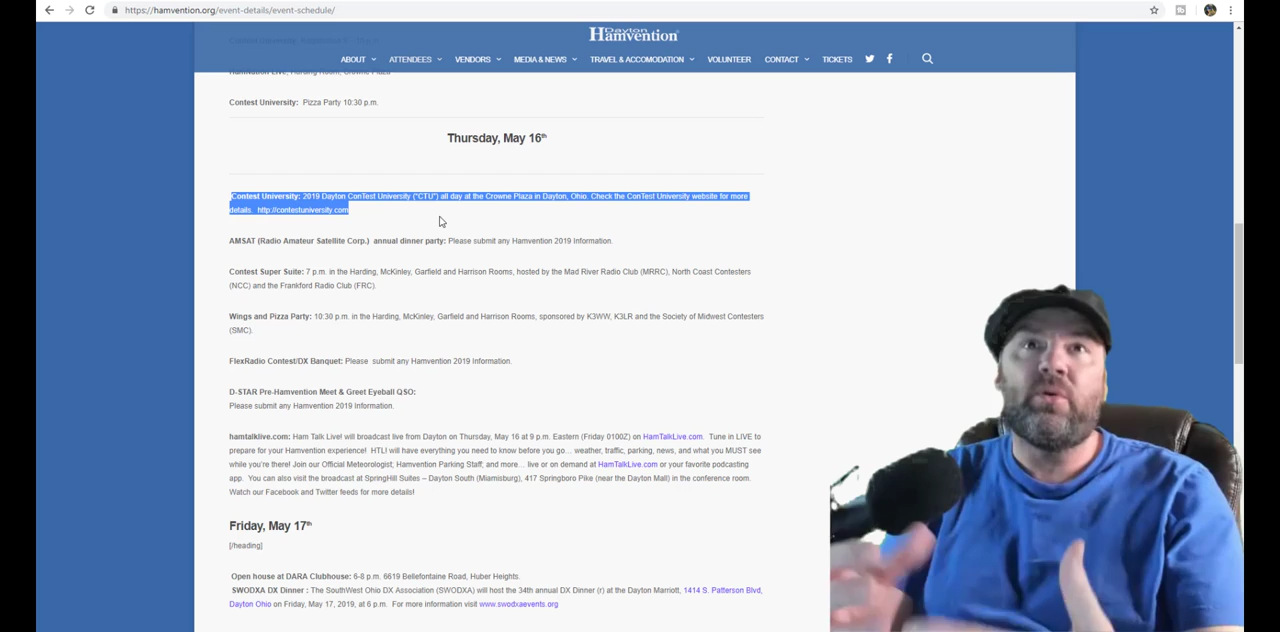 https://hamvention.org/event-details/event-schedule/
Dayton
Hamvention
ABOUT ATTENDEES VENDORS MEDIA & NEWS TRAVEL & ACCOMODATION VOLUNTEER CONTACT TICKETS
Contest University: Pizza Party 10:30 p.m.
Thursday, May 16th
Contest University: 2019 Dayton ConTest University ("CTU") all day at the Crowne Plaza in Dayton, Ohio. Check the ConTest University website for more
details. http://contestuniversity.com
AMSAT (Radio Amateur Satellite Corp.) annual dinner party: Please submit any Hamvention 2019 Information.
Contest Super Suite: 7 p.m. in the Harding, McKinley, Garfield and Harrison Rooms, hosted by the Mad River Radio Club (MRRC), North Coast Contesters
(NCC) and the Frankford Radio Club (FRC).
Wings and Pizza Party: 10:30 p.m. in the Harding, McKinley, Garfield and Harrison Rooms, sponsored by K3WW, K3LR and the Society of Midwest Contesters
(SMC).
FlexRadio Contest/DX Banquet: Please submit any Hamvention 2019 Information.
D-STAR Pre-Hamvention Meet & Greet Eyeball QSO:
Please submit any Hamvention 2019 Information.
hamtalklive.com: Ham Talk Live! will broadcast live from Dayton on Thursday, May 16 at 9 p.m. Eastern (Friday 0100Z) on HamTalkLive.com. Tune in LIVE to
prepare for your Hamvention experience! HTL! will have everything you need to know before you go... weather, traffic, parking, news, and what you MUST see
while you're there! Join our Official Meteorologist; Hamvention Parking Staff; and more... live or on demand at HamTalkLive.com or your favorite podcasting
app. You can also visit the broadcast at SpringHill Suites – Dayton South (Miamisburg), 417 Springboro Pike (near the Dayton Mall) in the conference room.
Watch our Facebook and Twitter feeds for more details!
Friday, May 17th
[/heading]
Open house at DARA Clubhouse: 6-8 p.m. 6619 Bellefontaine Road, Huber Heights.
SWODXA DX Dinner : The SouthWest Ohio DX Association (SWODXA) will host the 34th annual DX Dinner (r) at the Dayton Marriott, 1414 S. Patterson Blvd,
Dayton Ohio on Friday, May 17, 2019, at 6 p.m. For more information visit www.swodxaevents.org